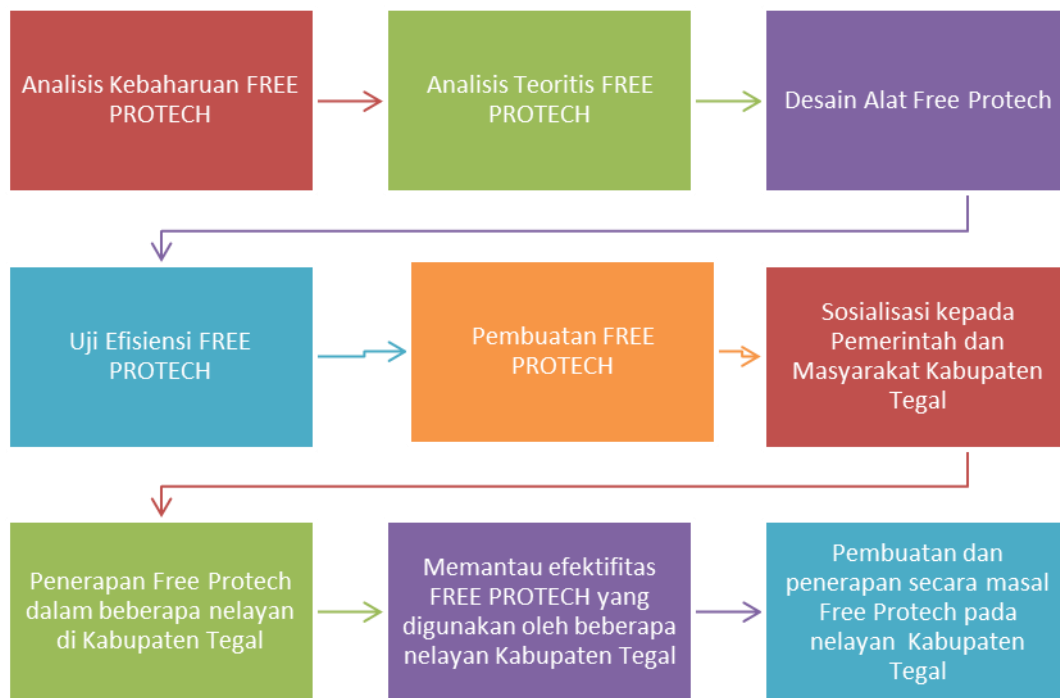 Analisis Kebaharuan FREE
PROTECH
Analisis Teoritis FREE
PROTECH
Desain Alat Free Protech
Uji Efisiensi FREE
PROTECH
Pembuatan FREE
PROTECH
Sosialisasi kepada
Pemerintah dan
Masyarakat Kabupaten
Tegal
Penerapan Free Protech
dalam beberapa nelayan
di Kabupaten Tegal
Memantau efektifitas
FREE PROTECH yang
digunakan oleh beberapa
nelayan Kabupaten Tegal
Pembuatan dan
penerapan secara masal
Free Protech pada
nelayan Kabupaten
Tegal